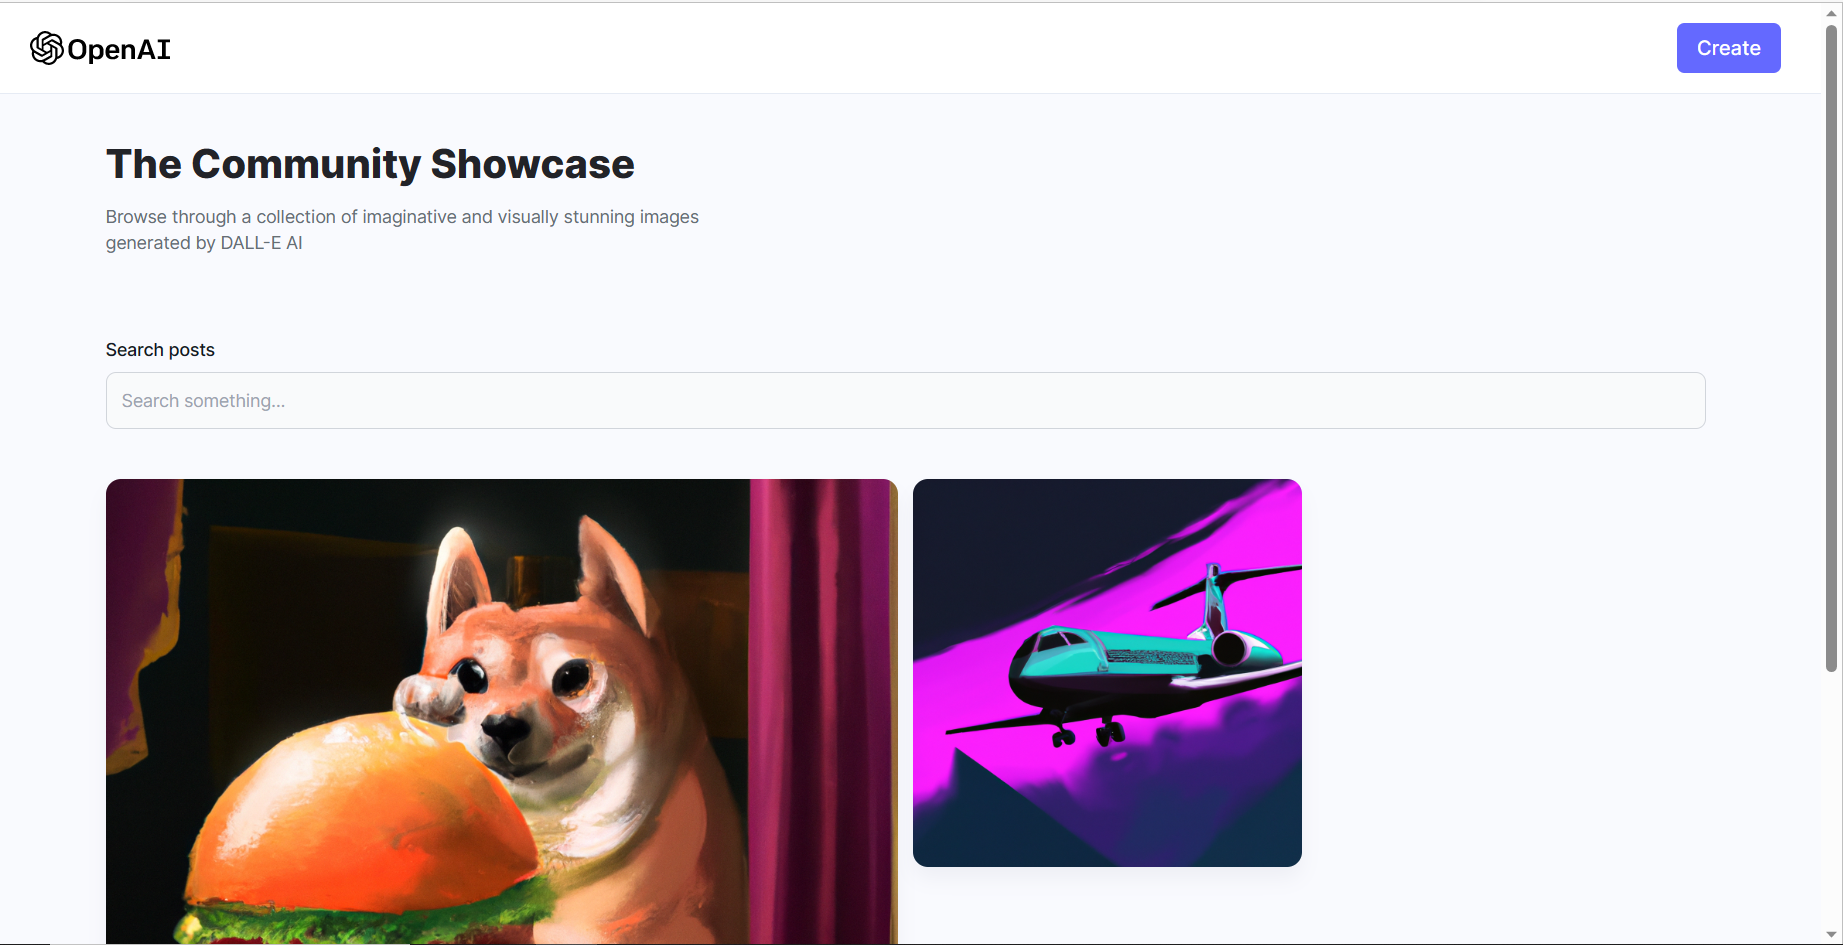 OpenAI
Create
The Community Showcase
Browse through a collection of imaginative and visually stunning images
generated by DALL-E AI
Search posts
Search something...